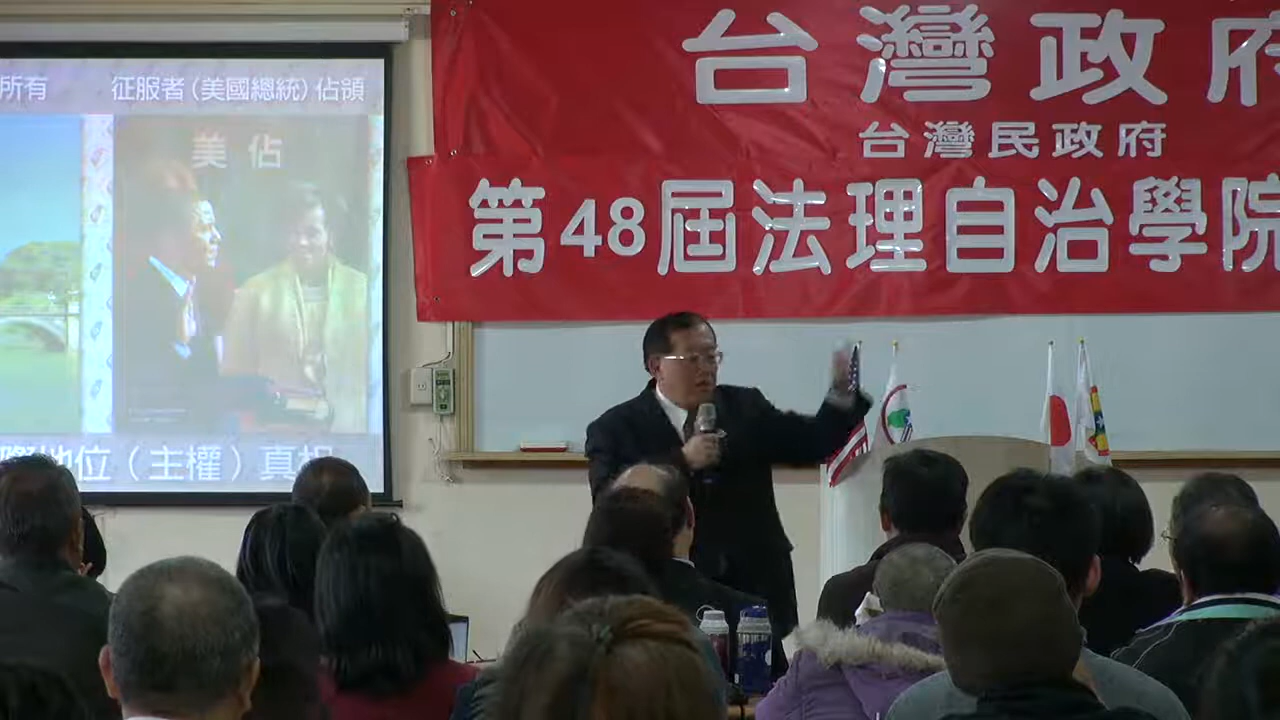 所有 征服者(美國總統)佔領
美佔
地位(主權)真相
台灣政府
台灣民政府
第48屆法理自治學院